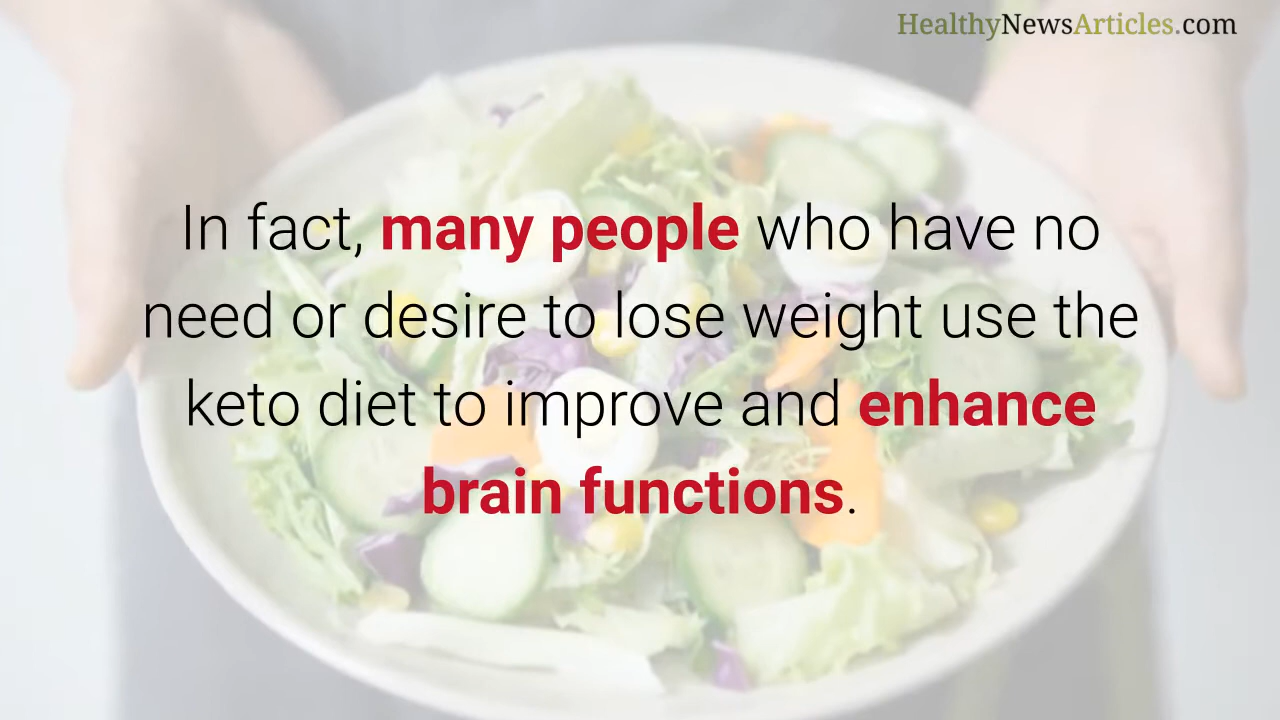 HealthyNewsArticles.com
In fact, many people who have no
need or desire to lose weight use the
keto diet to improve and enhance
brain functions.